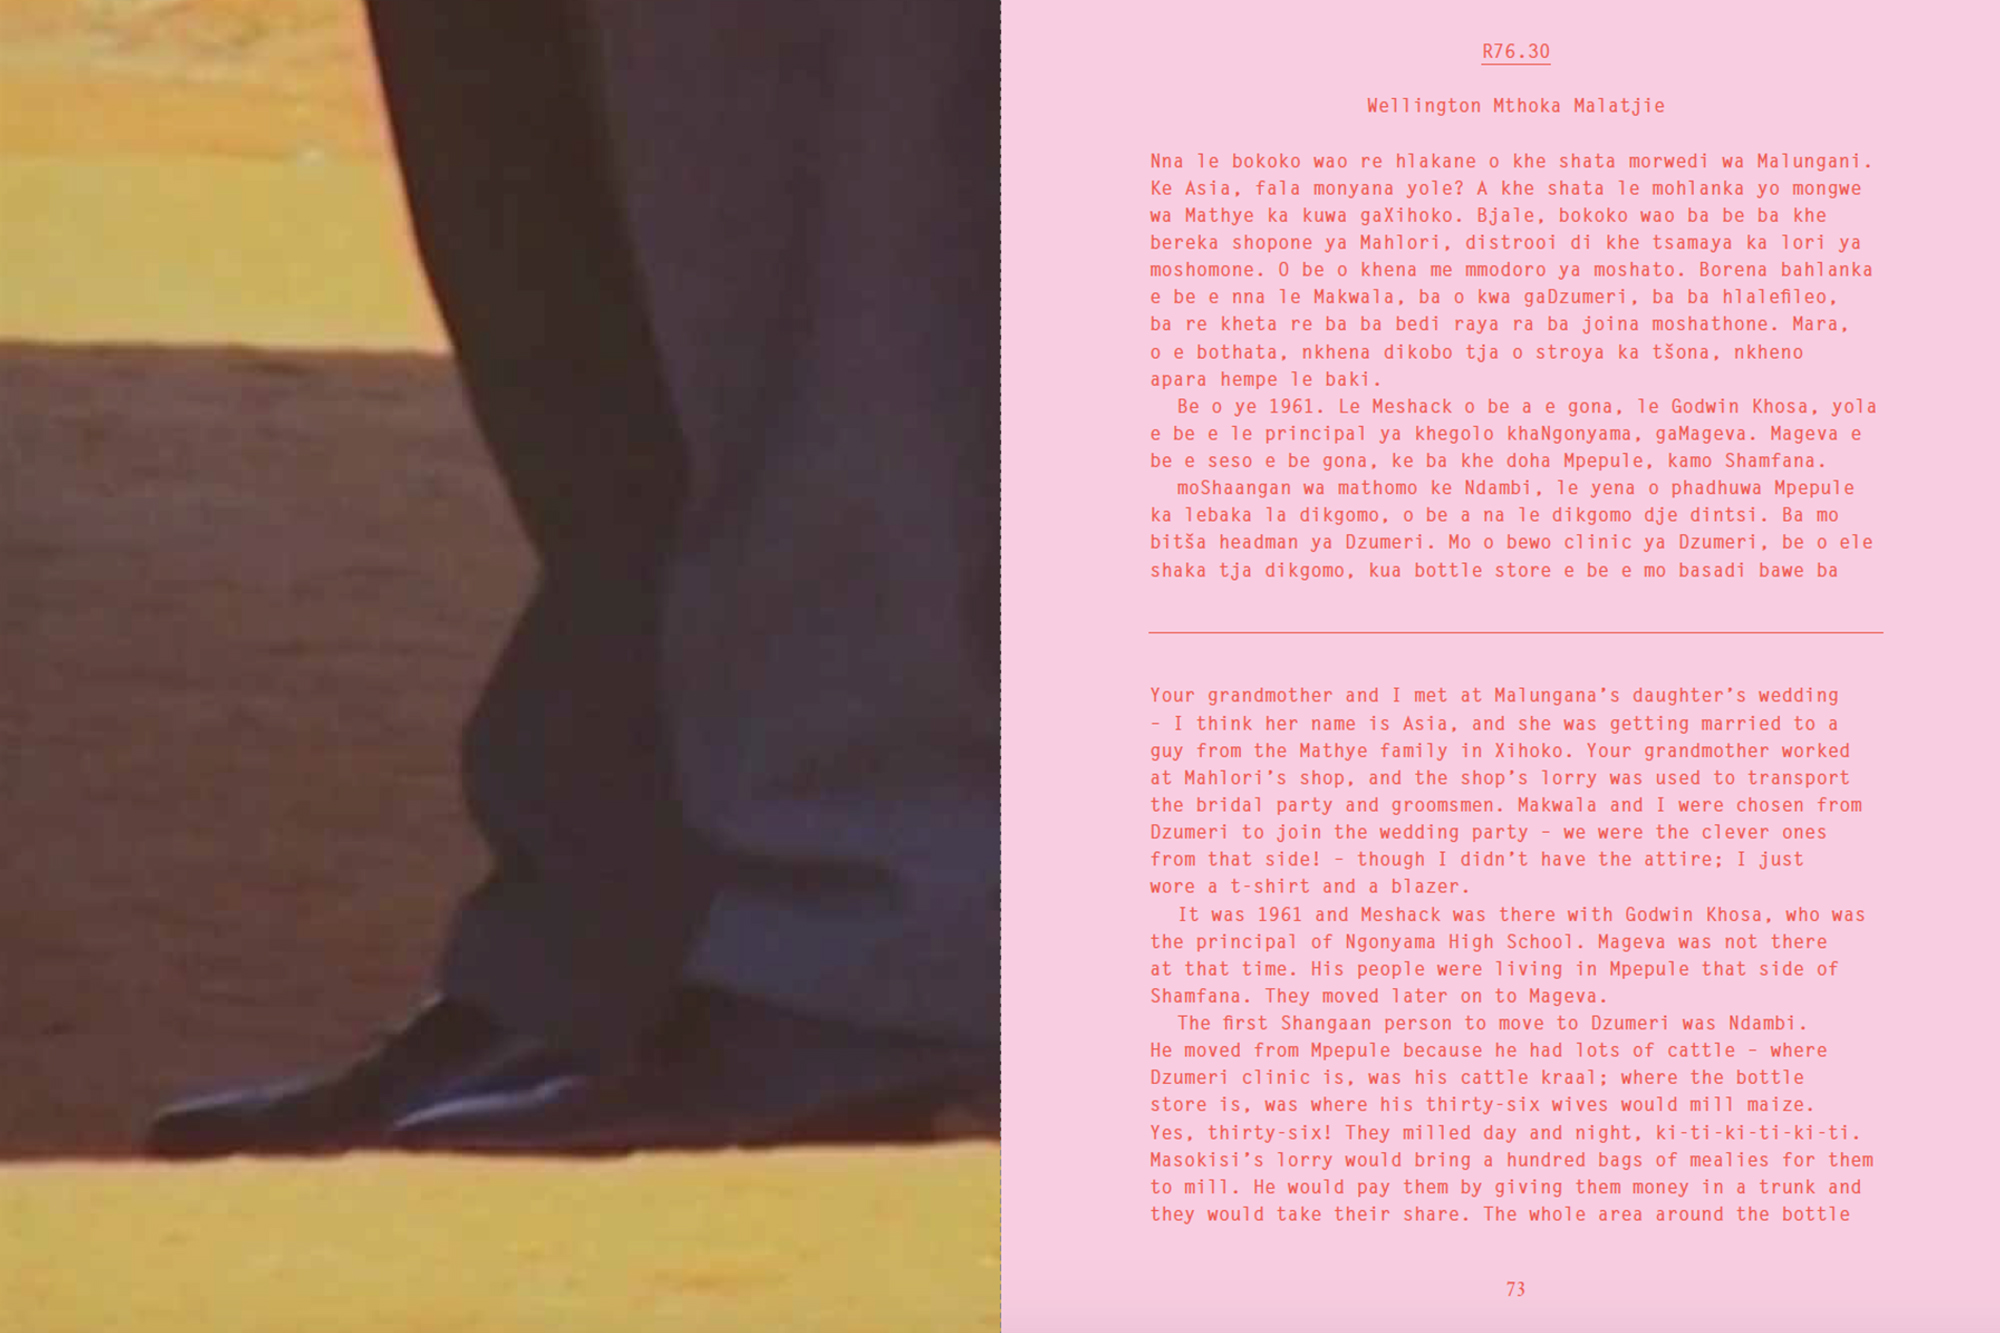 R76.30
Wellington Mthoka Malatjie
Nna le bokoko wao re hlakane o khe shata morwedi wa Malungani.
Ke Asia, fala monyana yole? A khe shata le mohlanka yo mongwe
wa Mathye ka kuwa gaXihoko. Bjale, bokoko wao ba be ba khe
bereka shopone ya Mahlori, distrooi di khe tsamaya ka lori ya
moshomone. O be o khena me mmodoro ya moshato. Borena bahlanka
e be e nna le Makwala, ba o kwa gaDzumeri, ba ba hlalefileo,
ba re kheta re ba ba bedi raya ra ba joina moshathone. Mara,
o e bothata, nkhena dikobo tja o stroya ka tšona, nkheno
apara hempe le baki.
Be o ye 1961. Le Meshack o be a e gona, le Godwin Khosa, yola
e be e le principal ya khegolo khaNgonyama, gaMageva. Mageva e
be e seso e be gona, ke ba khe doha Mpepule, kamo Shamfana.
moShaangan wa mathomo ke Ndambi, le yena o phadhuwa Mpepule
ka lebaka la dikgomo, o be a na le dikgomo dje dintsi. Ba mo
bitša headman ya Dzumeri. Mo o bewo clinic ya Dzumeri, be o ele
shaka tja dikgomo, kua bottle store e be e mo basadi bawe ba
Your grandmother and I met at Malungana's daughter's wedding
– I think her name is Asia, and she was getting married to a
guy from the Mathye family in Xihoko. Your grandmother worked
at Mahlori's shop, and the shop's lorry was used to transport
the bridal party and groomsmen. Makwala and I were chosen from
Dzumeri to join the wedding party – we were the clever ones
from that side! – though I didn't have the attire; I just
wore a t-shirt and a blazer.
It was 1961 and Meshack was there with Godwin Khosa, who was
the principal of Ngonyama High School. Mageva was not there
at that time. His people were living in Mpepule that side of
Shamfana. They moved later on to Mageva.
The first Shangaan person to move to Dzumeri was Ndambi.
He moved from Mpepule because he had lots of cattle – where
Dzumeri clinic is, was his cattle kraal; where the bottle
store is, was where his thirty-six wives would mill maize.
Yes, thirty-six! They milled day and night, ki-ti-ki-ti-ki-ti.
Masokisi's lorry would bring a hundred bags of mealies for them
to mill. He would pay them by giving them money in a trunk and
they would take their share. The whole area around the bottle
73